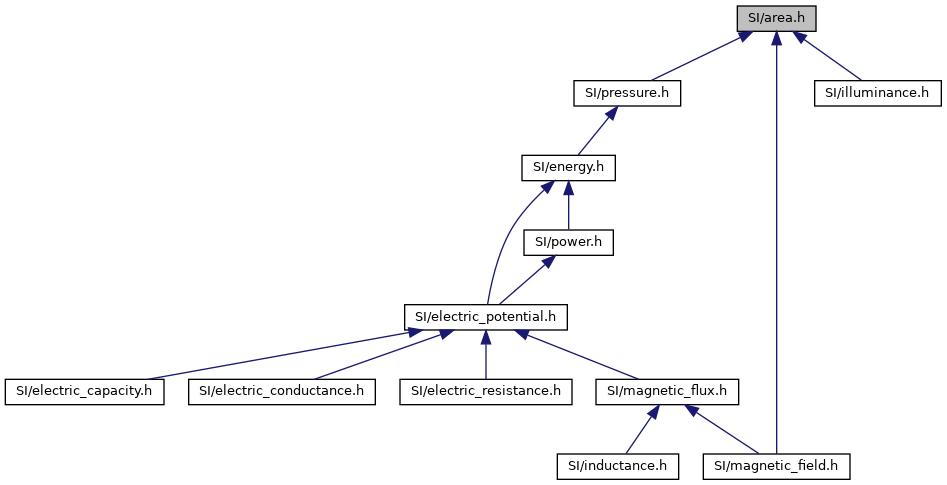 SI/area.h
SI/pressure.h
SI/illuminance.h
SI/energy.h
SI/power.h
SI/electric_potential.h
SI/electric_capacity.h
SI/electric_conductance.h
SI/electric_resistance.h
SI/magnetic_flux.h
SI/inductance.h
SI/magnetic_field.h